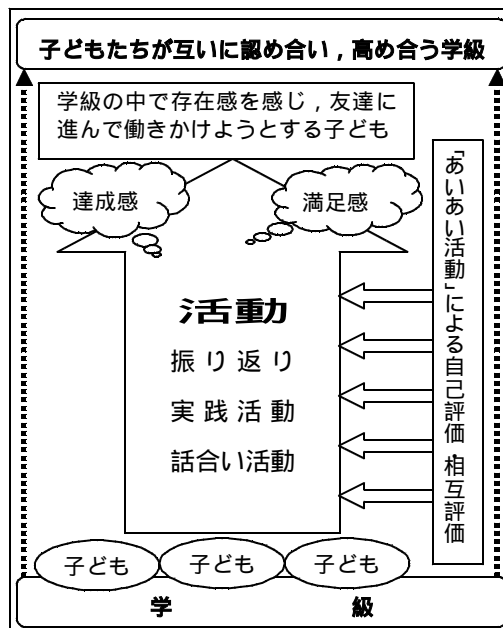 子どもたちが互いに認め合い，高め合う学級
学級の中で存在感を感じ，友達に
進んで働きかけようとする子ども
達成感
満足感
「あいあい活動」による自己評価・相互評価
活動
振り返り
実践活動
話合い活動
子ども
子ども
子ども
学級